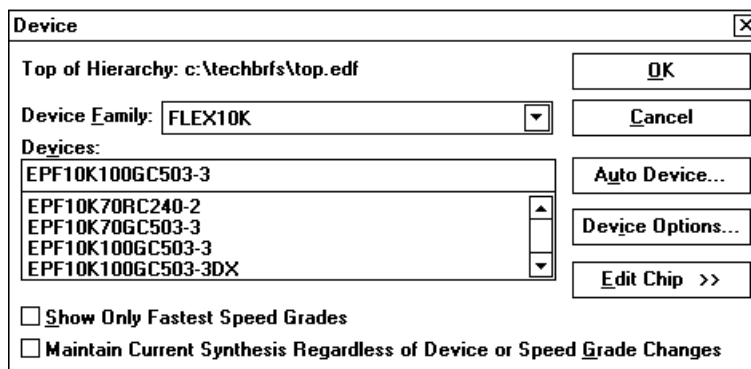 Device
Top of Hierarchy: c:\techbrfs\top.edf
OK
Device Family: FLEX10K
Cancel
Devices:
EPF10K100GC503-3
Auto Device...
EPF10K70RC240-2
EPF10K70GC503-3
Device Options...
EPF10K100GC503-3
EPF10K100GC503-3DX
Edit Chip >>
Show Only Fastest Speed Grades
Maintain Current Synthesis Regardless of Device or Speed Grade Changes